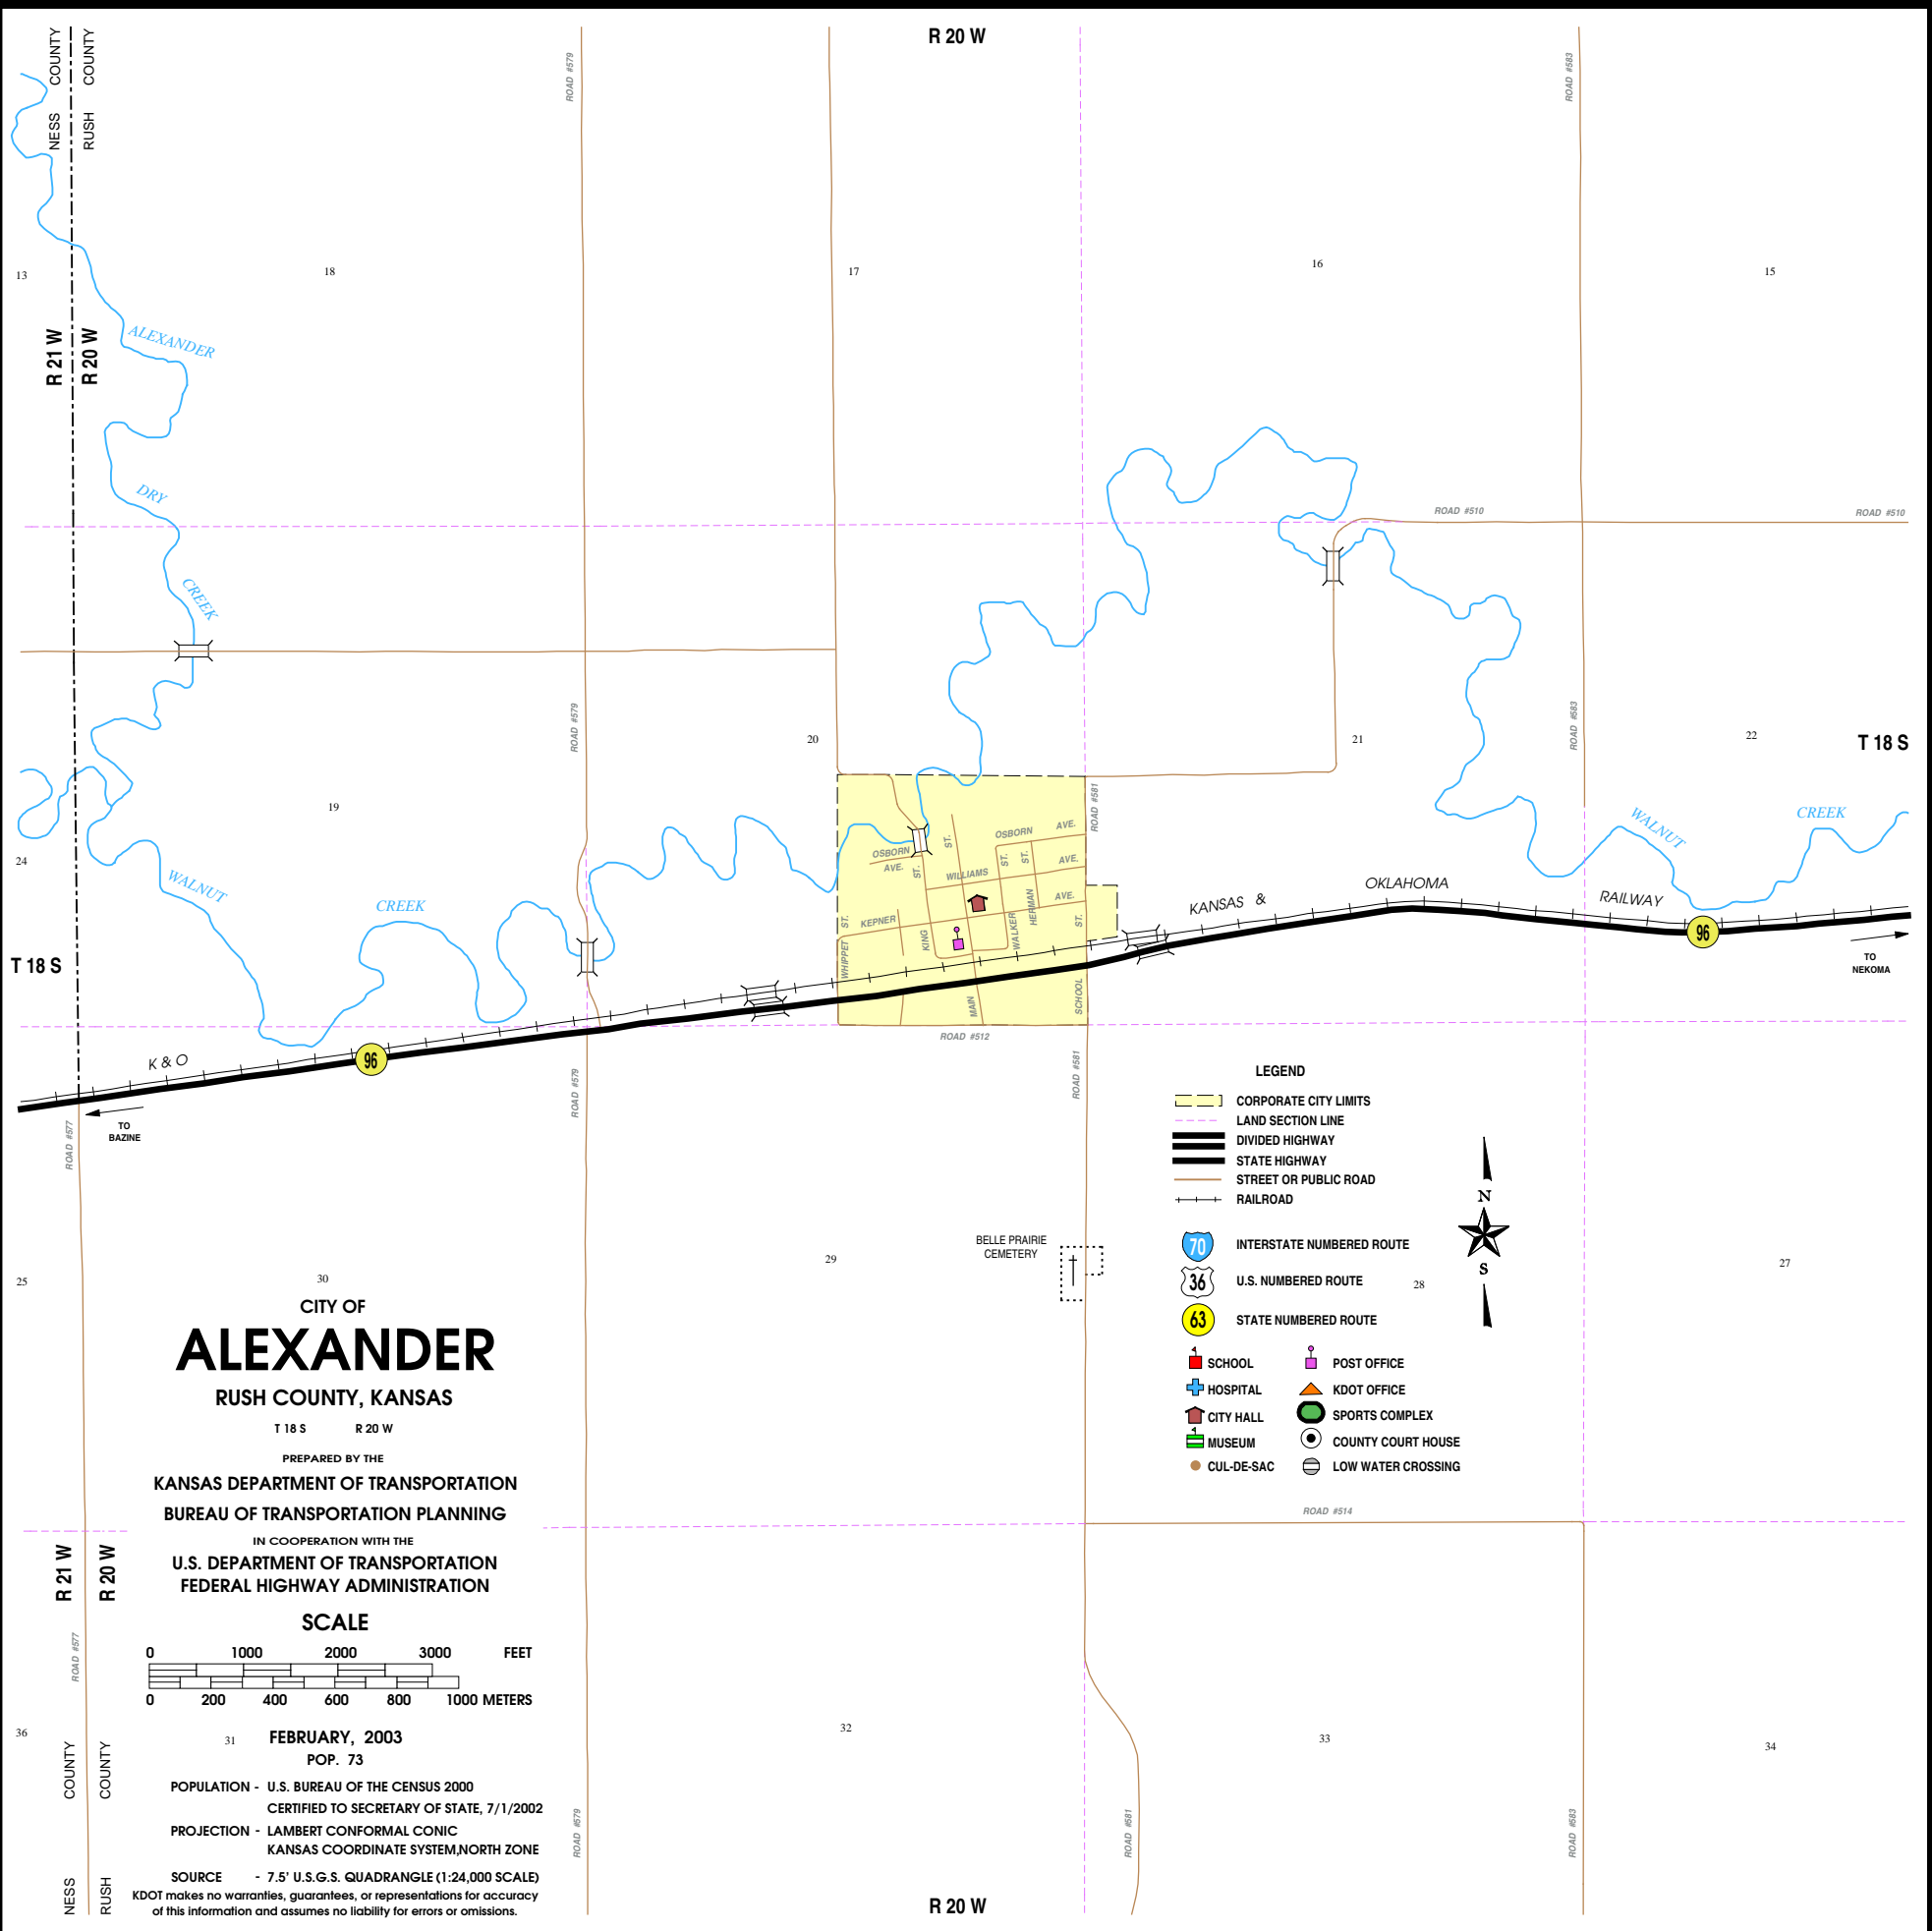 R 20 W
NESS COUNTY
RUSH COUNTY
ROAD #579
ROAD #583
13
18
17
16
15
R 21 W
R 20 W
ALEXANDER
DRY
CREEK
ROAD #510
ROAD #510
ROAD #579
ROAD #583
20
21
22
T 18 S
19
24
ROAD #581
OSBORN AVE.
OSBORN AVE.
ST.
ST.
ST.
ST.
WILLIAMS AVE.
KEPNER AVE.
WHIPPET ST.
KING
WALKER
HERMAN
MAIN
SCHOOL ST.
WALNUT CREEK
WALNUT CREEK
KANSAS & OKLAHOMA RAILWAY
96
TO
NEKOMA
T 18 S
K & O
96
TO
BAZINE
ROAD #512
ROAD #577
ROAD #579
ROAD #581
LEGEND
CORPORATE CITY LIMITS
LAND SECTION LINE
DIVIDED HIGHWAY
STATE HIGHWAY
STREET OR PUBLIC ROAD
RAILROAD
70 INTERSTATE NUMBERED ROUTE
36 U.S. NUMBERED ROUTE
63 STATE NUMBERED ROUTE
SCHOOL
POST OFFICE
HOSPITAL
KDOT OFFICE
CITY HALL
SPORTS COMPLEX
MUSEUM
COUNTY COURT HOUSE
CUL-DE-SAC
LOW WATER CROSSING
N
S
BELLE PRAIRIE
CEMETERY
25
30
29
28
27
CITY OF
ALEXANDER
RUSH COUNTY, KANSAS
T 18 S R 20 W
PREPARED BY THE
KANSAS DEPARTMENT OF TRANSPORTATION
BUREAU OF TRANSPORTATION PLANNING
IN COOPERATION WITH THE
U.S. DEPARTMENT OF TRANSPORTATION
FEDERAL HIGHWAY ADMINISTRATION
SCALE
0 1000 2000 3000 FEET
0 200 400 600 800 1000 METERS
ROAD #514
R 21 W
R 20 W
ROAD #577
36
31
32
33
34
FEBRUARY, 2003
POP. 73
POPULATION - U.S. BUREAU OF THE CENSUS 2000
CERTIFIED TO SECRETARY OF STATE, 7/1/2002
PROJECTION - LAMBERT CONFORMAL CONIC
KANSAS COORDINATE SYSTEM,NORTH ZONE
SOURCE - 7.5' U.S.G.S. QUADRANGLE (1:24,000 SCALE)
KDOT makes no warranties, guarantees, or representations for accuracy
of this information and assumes no liability for errors or omissions.
NESS COUNTY
RUSH COUNTY
ROAD #579
ROAD #581
ROAD #583
R 20 W